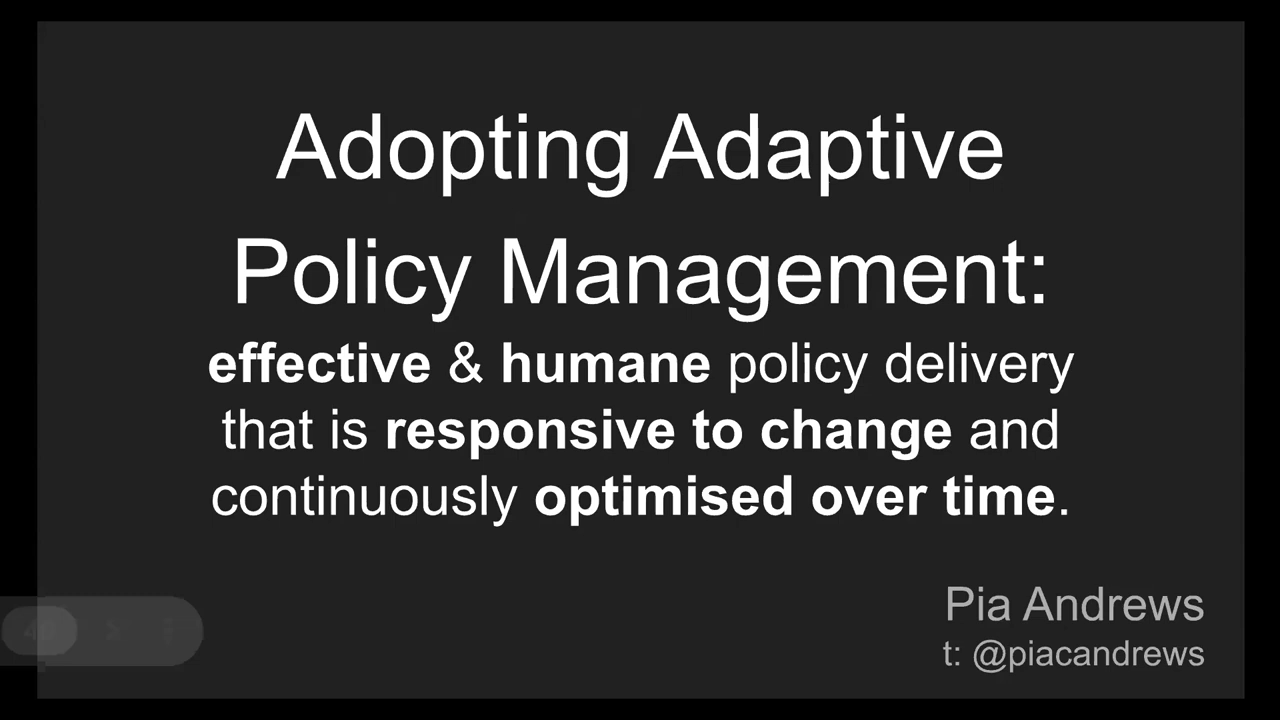 Adopting Adaptive
Policy Management:
effective & humane policy delivery
that is responsive to change and
continuously optimised over time.
Pia Andrews
t: @piacandrews